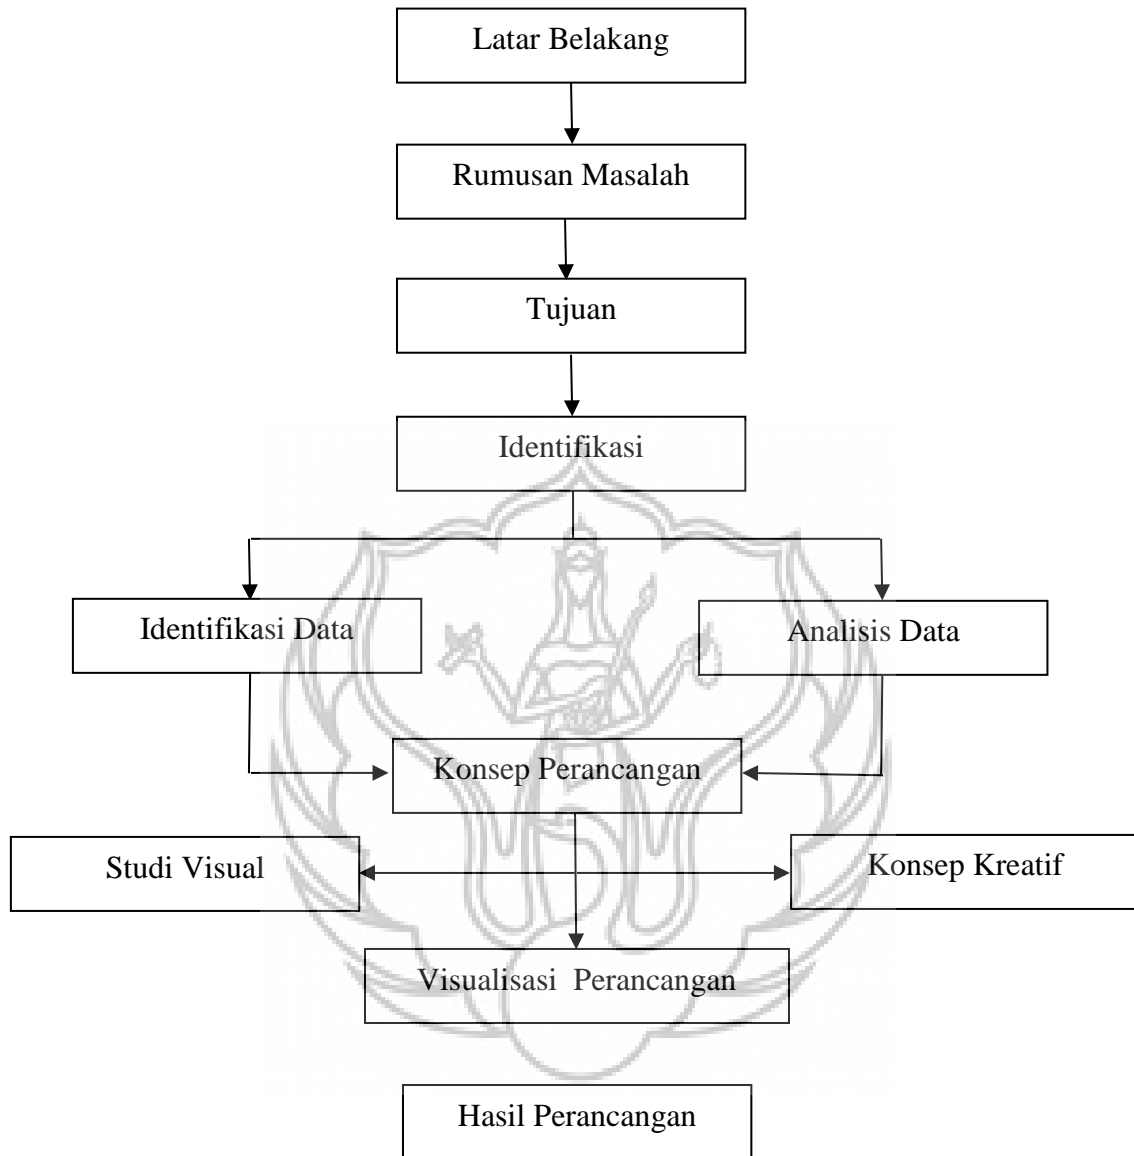 Latar Belakang
Rumusan Masalah
Tujuan
Identifikasi
Identifikasi Data
Analisis Data
Konsep Perancangan
Studi Visual
Konsep Kreatif
Visualisasi Perancangan
Hasil Perancangan